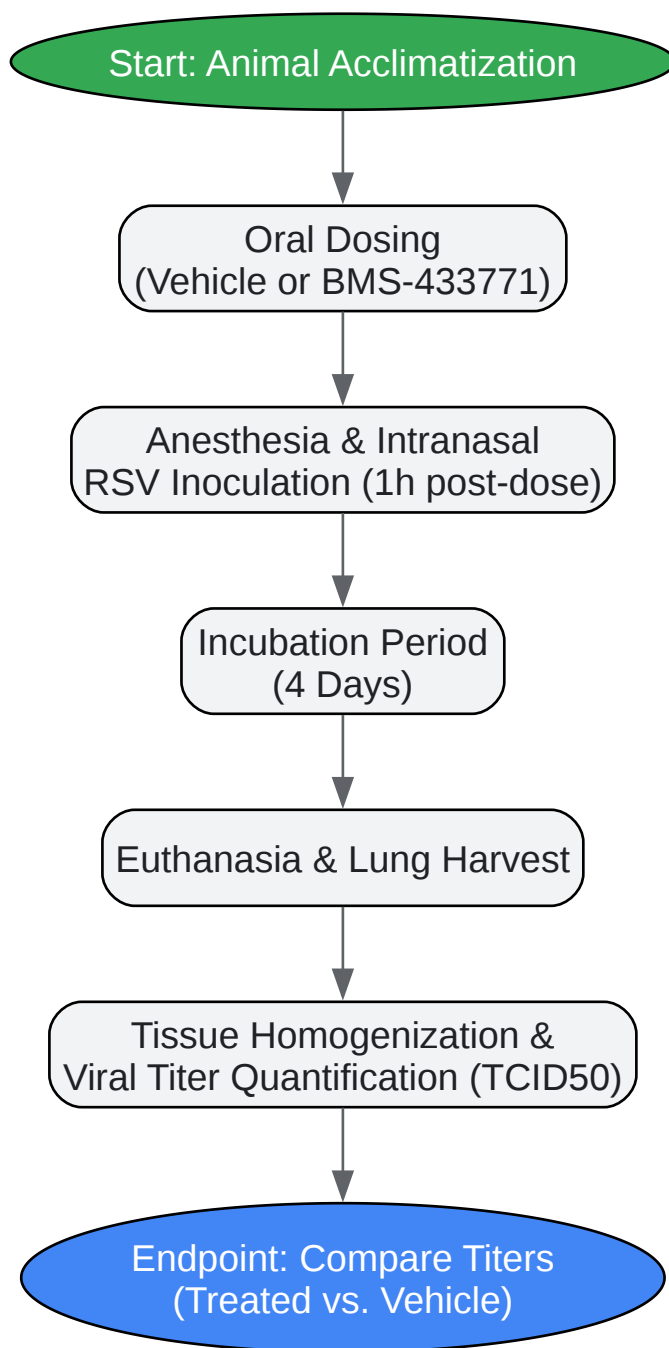 Start: Animal Acclimatization
Oral Dosing
(Vehicle or BMS-433771)
Anesthesia & Intranasal
RSV Inoculation (1h post-dose)
Incubation Period
(4 Days)
Euthanasia & Lung Harvest
Tissue Homogenization &
Viral Titer Quantification (TCID50)
Endpoint: Compare Titers
(Treated vs. Vehicle)